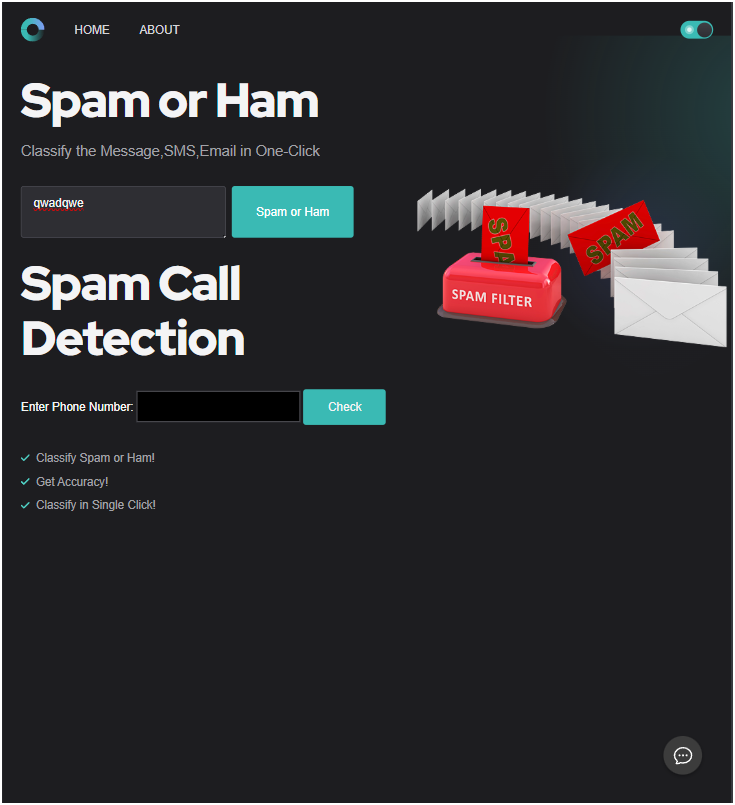 HOME ABOUT
Spam or Ham
Classify the Message,SMS,Email in One-Click
qwadqwe
Spam or Ham
SPA
SPAM
SPAM FILTER
Spam Call
Detection
Enter Phone Number:
Check
Classify Spam or Ham!
Get Accuracy!
Classify in Single Click!